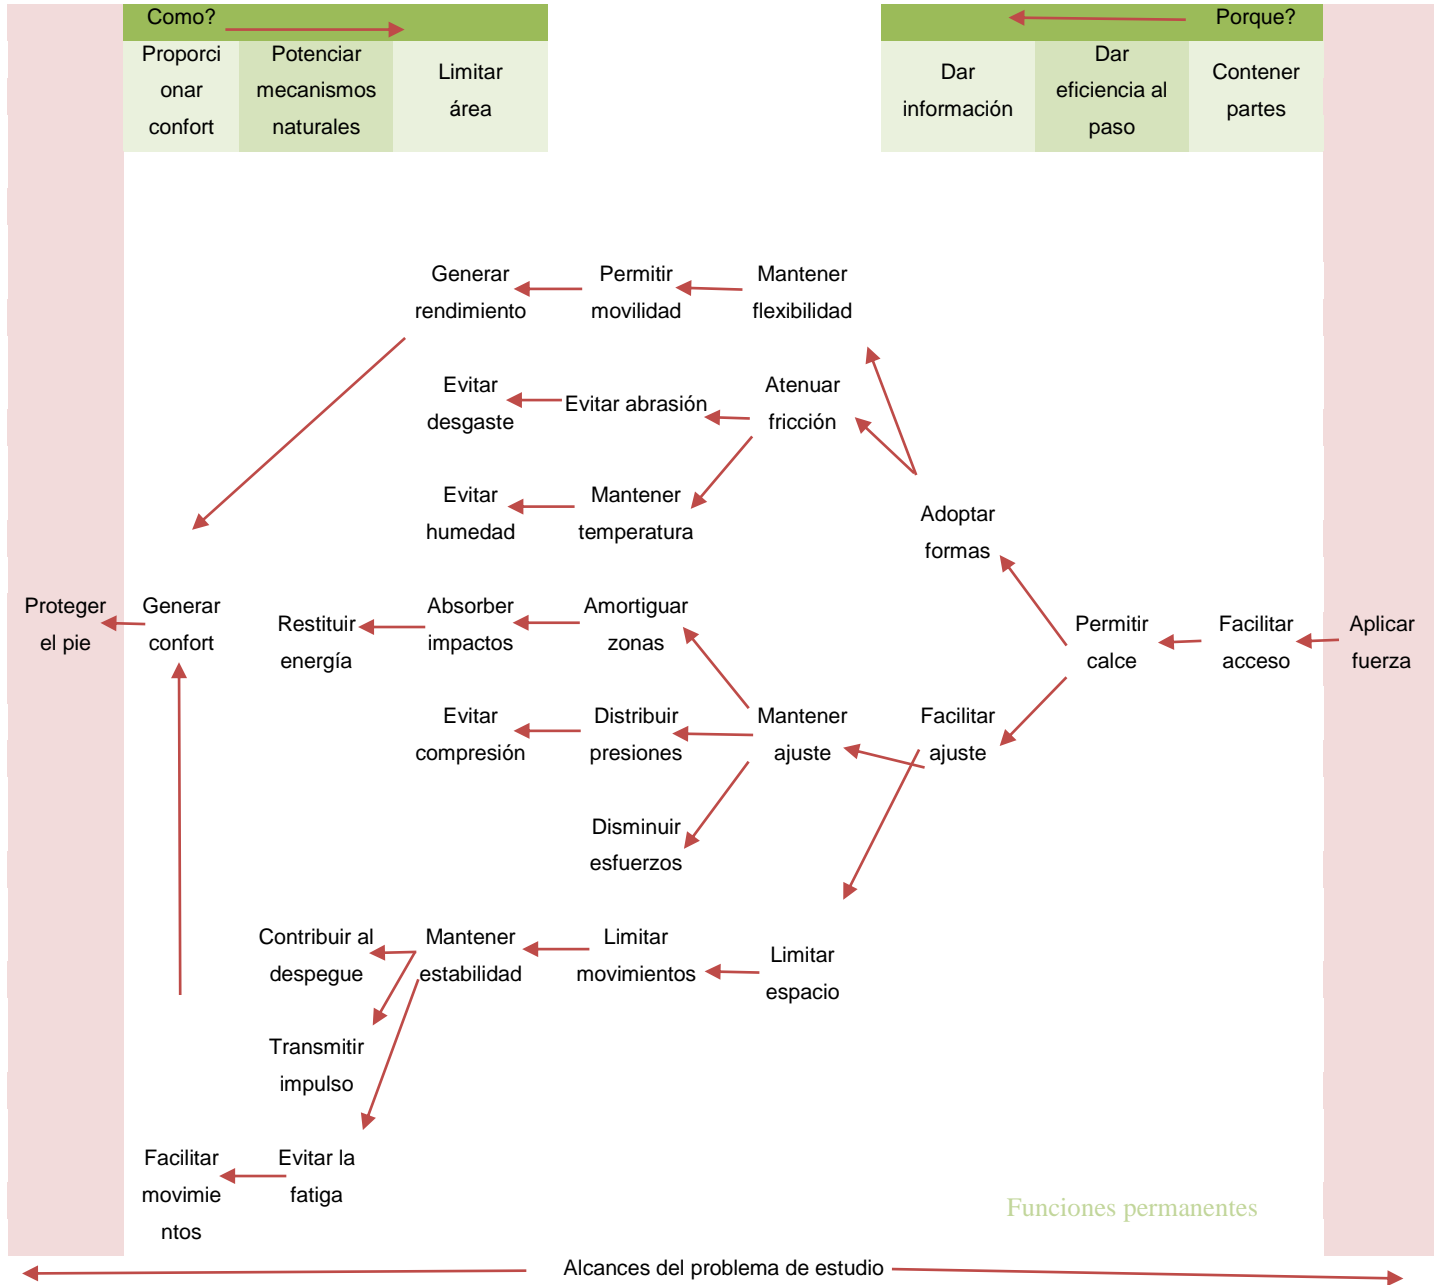 Como?
Porque?
Proporci
onar
confort
Potenciar
mecanismos
naturales
Limitar
área
Dar
información
Dar
eficiencia al
paso
Contener
partes
Generar
rendimiento
Permitir
movilidad
Mantener
flexibilidad
Evitar
desgaste
Evitar abrasión
Atenuar
fricción
Evitar
humedad
Mantener
temperatura
Adoptar
formas
Proteger
el pie
Generar
confort
Restituir
energía
Absorber
impactos
Amortiguar
zonas
Permitir
calce
Facilitar
acceso
Aplicar
fuerza
Evitar
compresión
Distribuir
presiones
Mantener
ajuste
Facilitar
ajuste
Disminuir
esfuerzos
Contribuir al
despegue
Mantener
estabilidad
Limitar
movimientos
Limitar
espacio
Transmitir
impulso
Facilitar
movimie
ntos
Evitar la
fatiga
Funciones permanentes
Alcances del problema de estudio